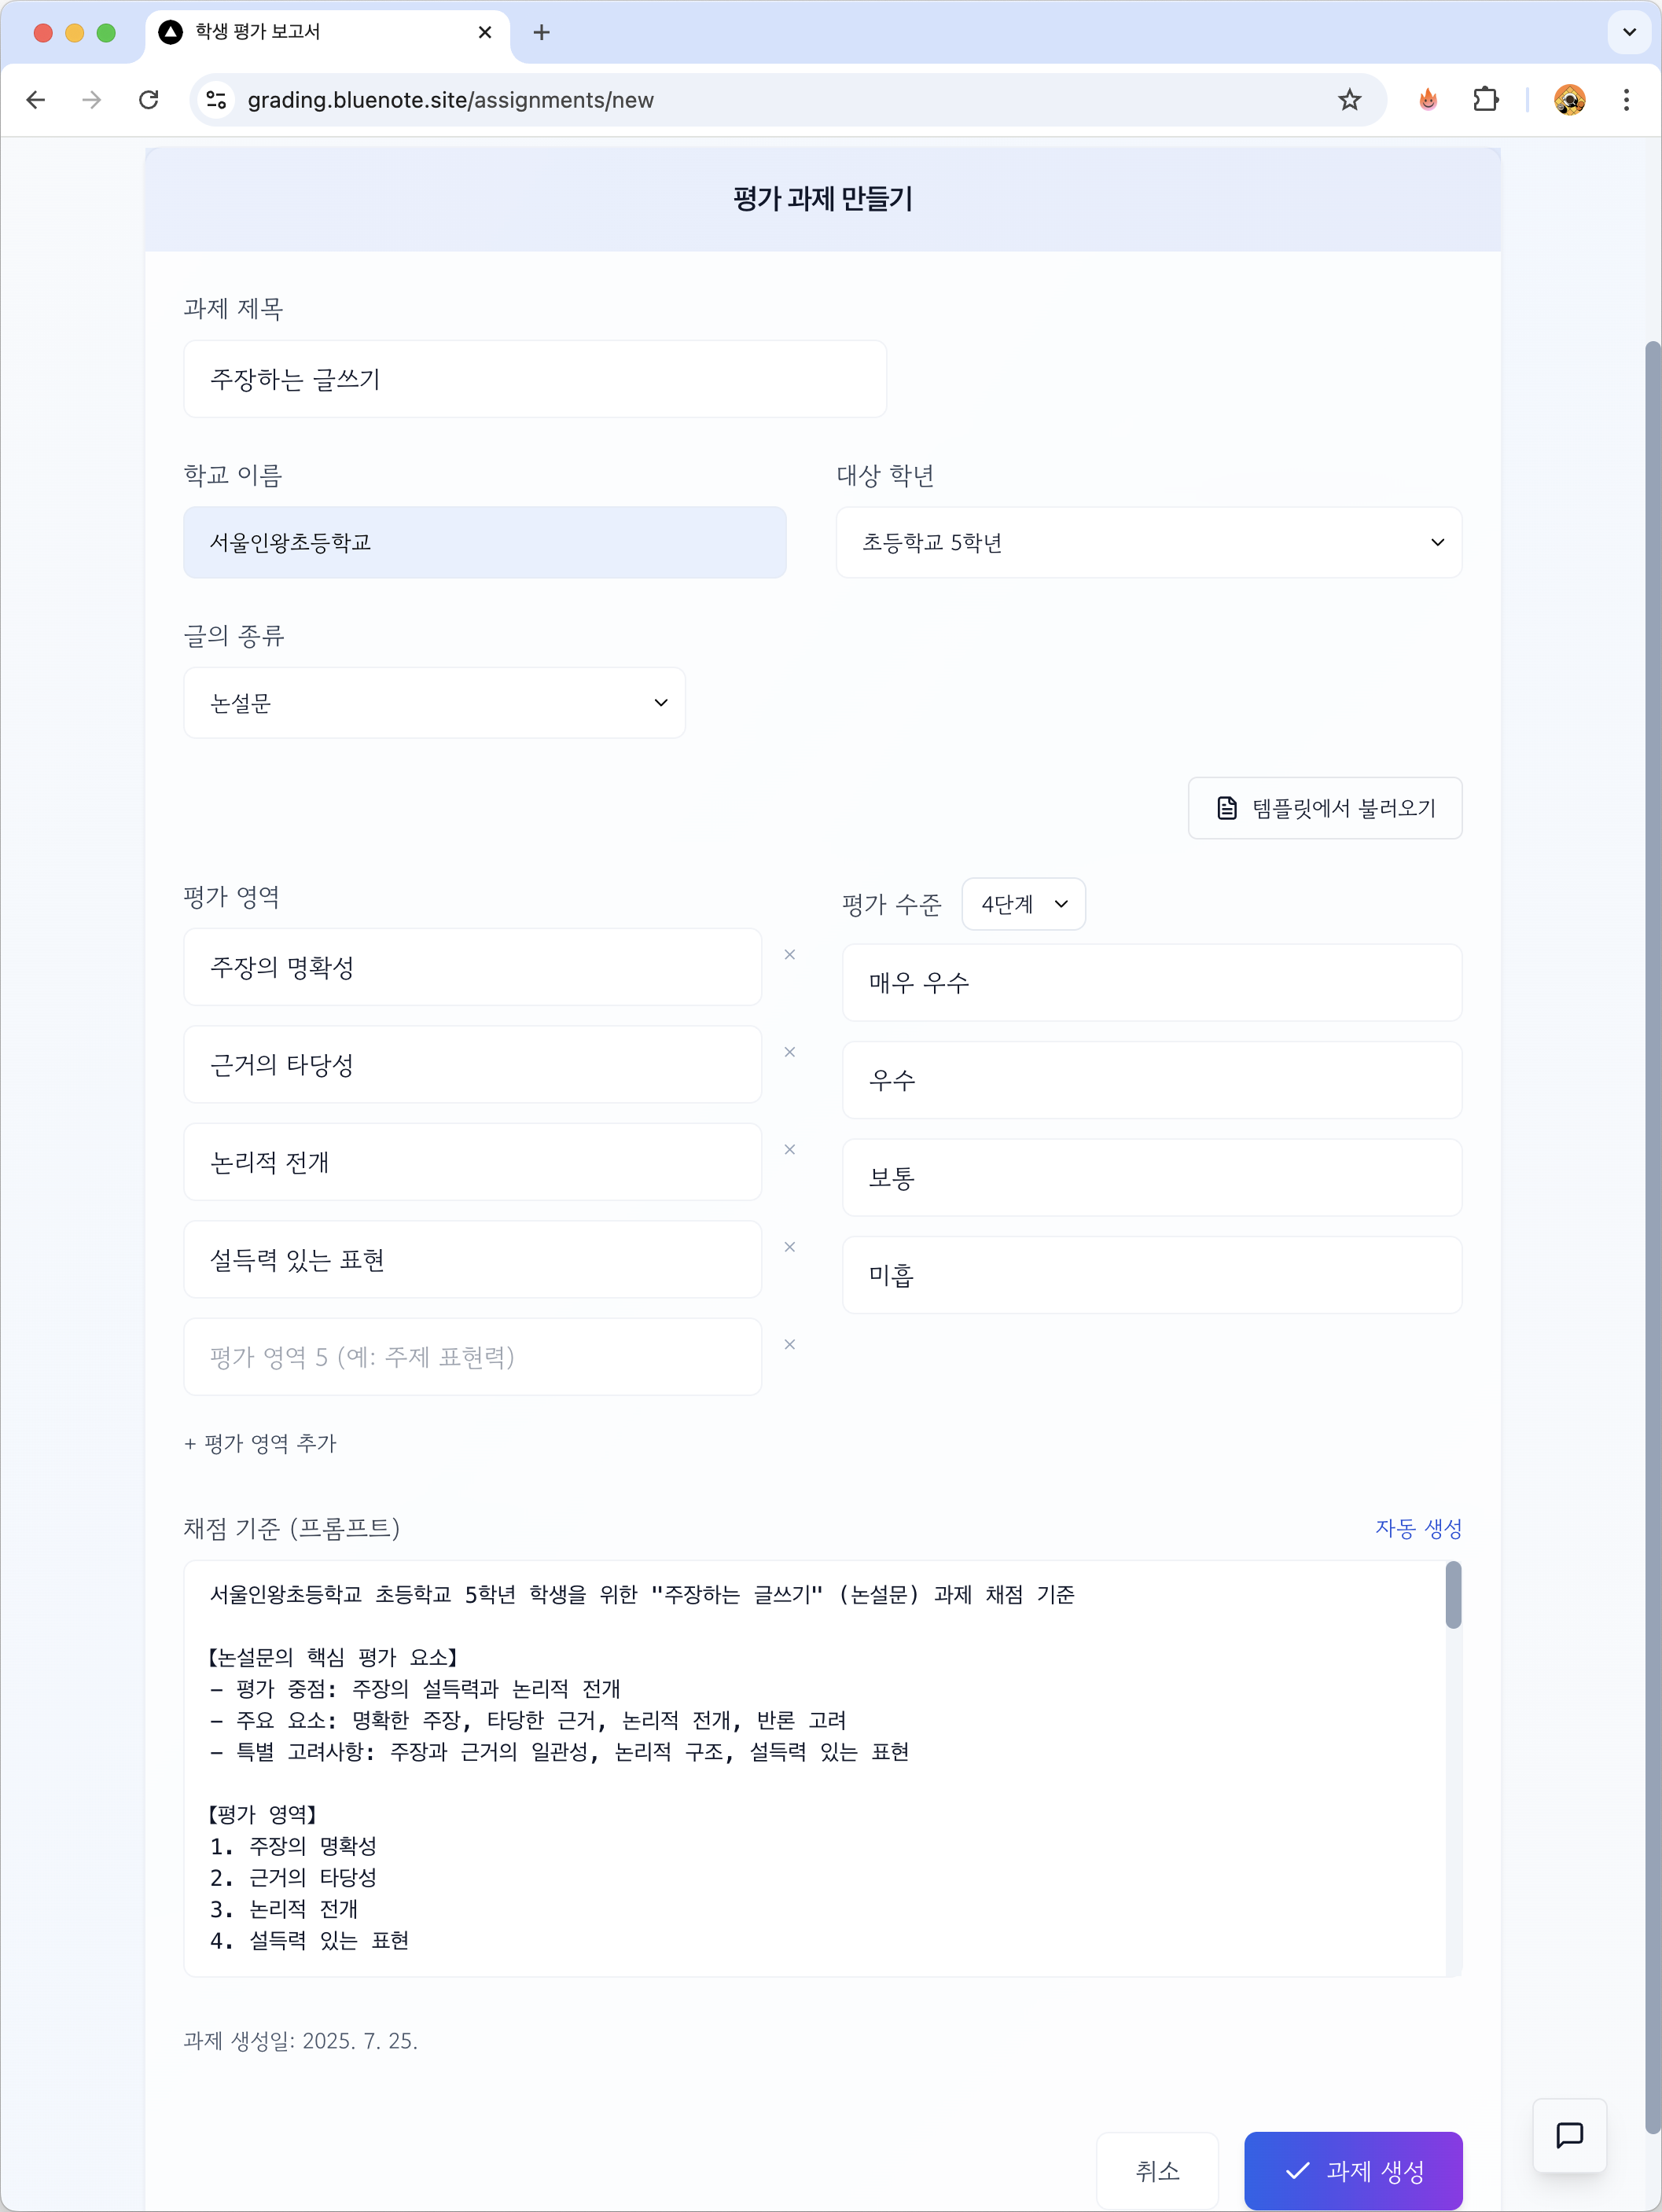 학생 평가 보고서
grading.bluenote.site/assignments/new
평가 과제 만들기
과제 제목
주장하는 글쓰기
학교 이름
대상 학년
서울인왕초등학교
초등학교 5학년
글의 종류
논설문
템플릿에서 불러오기
평가 영역
평가 수준
4단계
주장의 명확성
매우 우수
근거의 타당성
우수
논리적 전개
보통
설득력 있는 표현
미흡
평가 영역 5 (예: 주제 표현력)
+ 평가 영역 추가
채점 기준 (프롬프트)
자동 생성
서울인왕초등학교 초등학교 5학년 학생을 위한 "주장하는 글쓰기" (논설문) 과제 채점 기준
【논설문의 핵심 평가 요소】
- 평가 중점: 주장의 설득력과 논리적 전개
- 주요 요소: 명확한 주장, 타당한 근거, 논리적 전개, 반론 고려
- 특별 고려사항: 주장과 근거의 일관성, 논리적 구조, 설득력 있는 표현
【평가 영역】
1. 주장의 명확성
2. 근거의 타당성
3. 논리적 전개
4. 설득력 있는 표현
과제 생성일: 2025. 7. 25.
취소
과제 생성